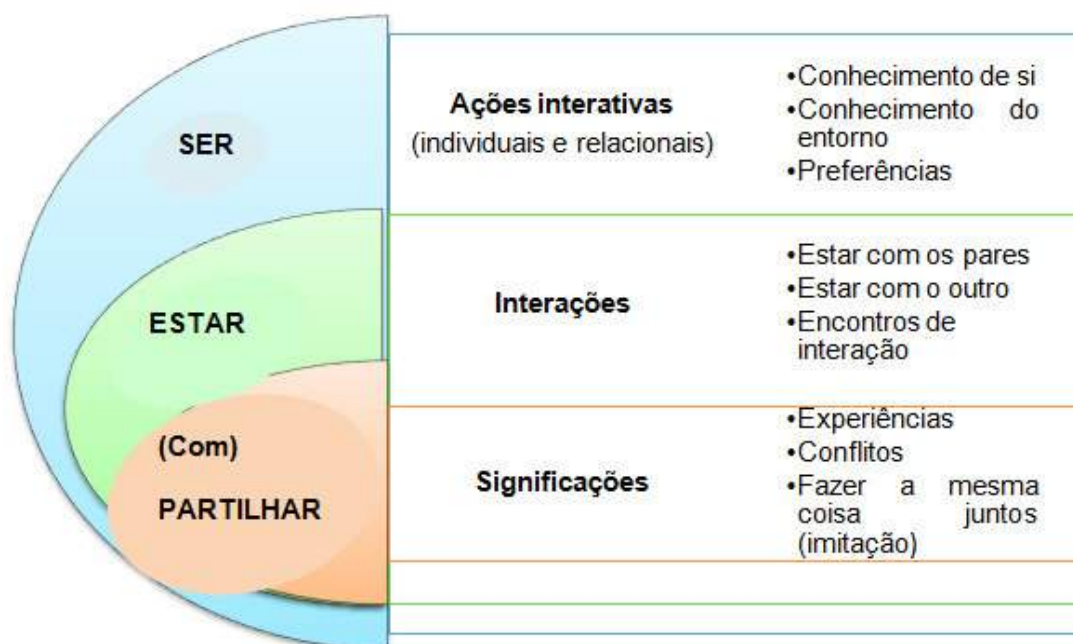 SER
Ações interativas
(individuais e relacionais)
•Conhecimento de si
•Conhecimento do
entorno
•Preferências
ESTAR
Interações
•Estar com os pares
•Estar com o outro
•Encontros de
interação
(Com)
PARTILHAR
Significações
•Experiências
•Conflitos
•Fazer a mesma
coisa juntos
(imitação)